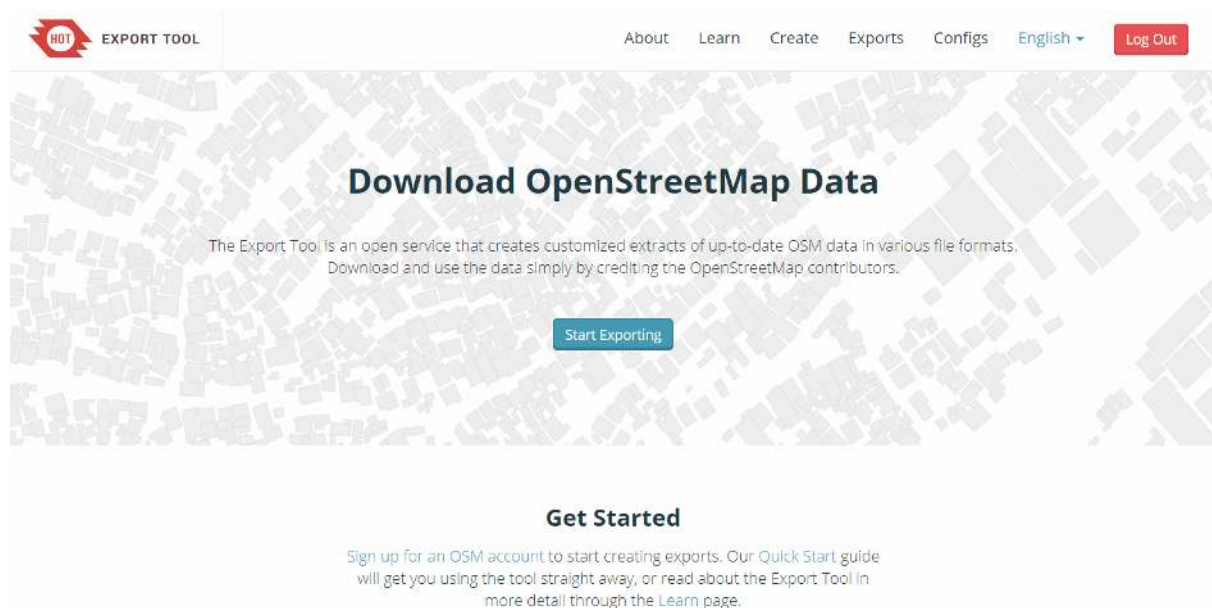 HOT EXPORT TOOL About Learn Create Exports Configs English Log Out
Download OpenStreetMap Data
The Export Tool is an open service that creates customized extracts of up-to-date OSM data in various file formats.
Download and use the data simply by crediting the OpenStreetMap contributors.
Start Exporting
Get Started
Sign up for an OSM account to start creating exports. Our Quick Start guide
will get you using the tool straight away, or read about the Export Tool in
more detail through the Learn page.